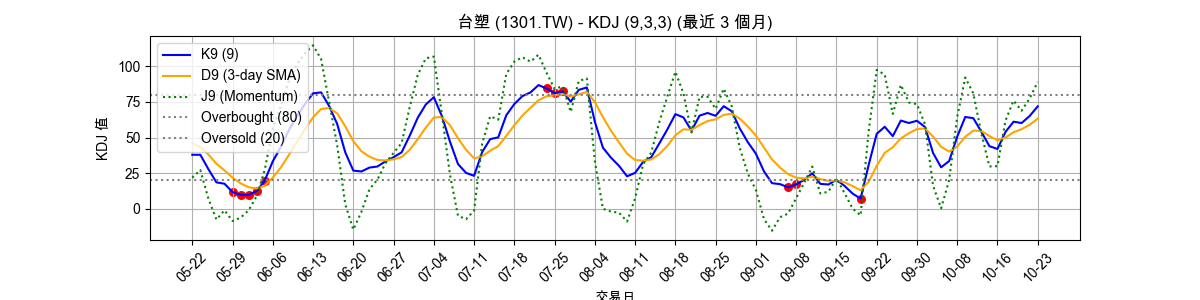 台塑 (1301.TW) - KDJ (9,3,3) (最近 3 個月)
KDJ 值
100
75
50
25
0
K9 (9)
D9 (3-day SMA)
J9 (Momentum)
Overbought (80)
Oversold (20)
05-22 05-29 06-06 06-13 06-20 06-27 07-04 07-11 07-18 07-25 08-04 08-11 08-18 08-25 09-01 09-08 09-15 09-22 09-30 10-08 10-16 10-23
交易日